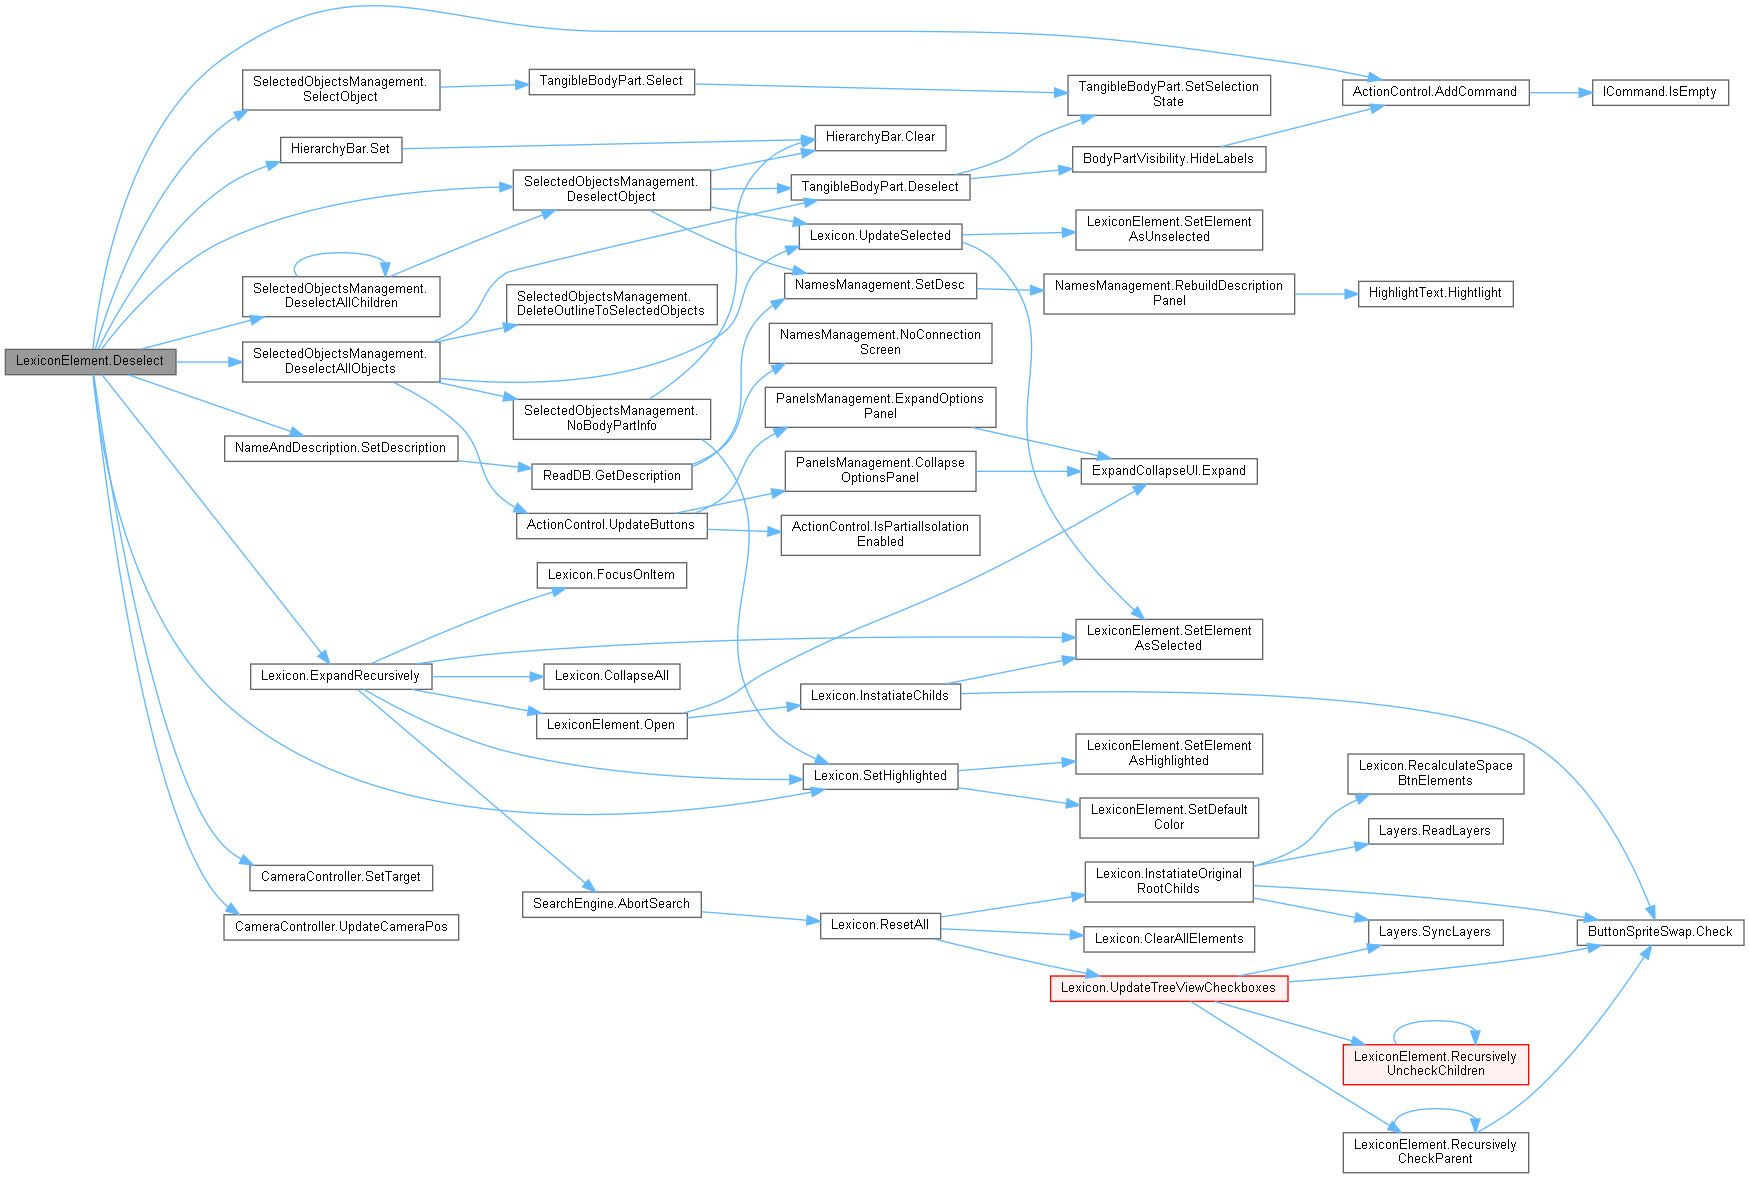 LexiconElement.Deselect
SelectedObjectsManagement.
SelectObject
HierarchyBar.Set
SelectedObjectsManagement.
DeselectAllChildren
SelectedObjectsManagement.
DeselectAllObjects
NameAndDescription.SetDescription
Lexicon.ExpandRecursively
CameraController.SetTarget
CameraController.UpdateCameraPos
TangibleBodyPart.Select
SelectedObjectsManagement.
DeselectObject
SelectedObjectsManagement.
DeleteOutlineToSelectedObjects
SelectedObjectsManagement.
NoBodyPartInfo
ReadDB.GetDescription
ActionControl.UpdateButtons
Lexicon.FocusOnItem
Lexicon.CollapseAll
LexiconElement.Open
SearchEngine.AbortSearch
HierarchyBar.Clear
TangibleBodyPart.Deselect
Lexicon.UpdateSelected
NamesManagement.SetDesc
NamesManagement.NoConnection
Screen
PanelsManagement.ExpandOptions
Panel
PanelsManagement.Collapse
OptionsPanel
ActionControl.IsPartialIsolation
Enabled
Lexicon.InstatiateChilds
Lexicon.SetHighlighted
Lexicon.ResetAll
TangibleBodyPart.SetSelection
State
BodyPartVisibility.HideLabels
LexiconElement.SetElement
AsUnselected
NamesManagement.RebuildDescription
Panel
ExpandCollapseUI.Expand
LexiconElement.SetElement
AsSelected
LexiconElement.SetElement
AsHighlighted
LexiconElement.SetDefault
Color
Lexicon.InstatiateOriginal
RootChilds
Lexicon.ClearAllElements
Lexicon.UpdateTreeViewCheckboxes
ActionControl.AddCommand
HighlightText.Hightlight
Lexicon.RecalculateSpace
BtnElements
Layers.ReadLayers
Layers.SyncLayers
LexiconElement.Recursively
UncheckChildren
LexiconElement.Recursively
CheckParent
ICommand.IsEmpty
ButtonSpriteSwap.Check